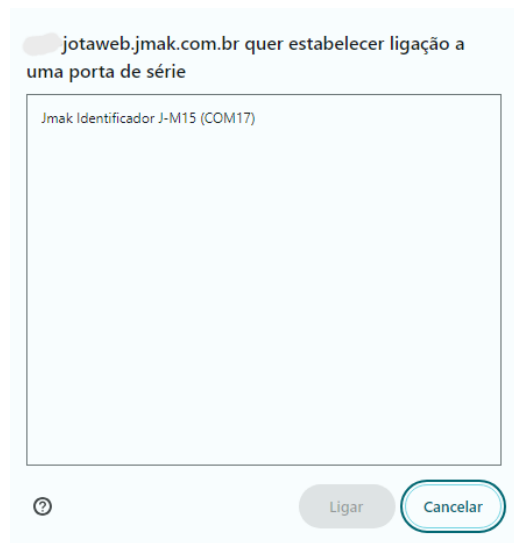 jotaweb.jmak.com.br quer estabelecer ligação a
uma porta de série
Jmak Identificador J-M15 (COM17)
Ligar
Cancelar